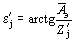 ε′ⱼ = arctg A̅ₔ / Z̅′ⱼ